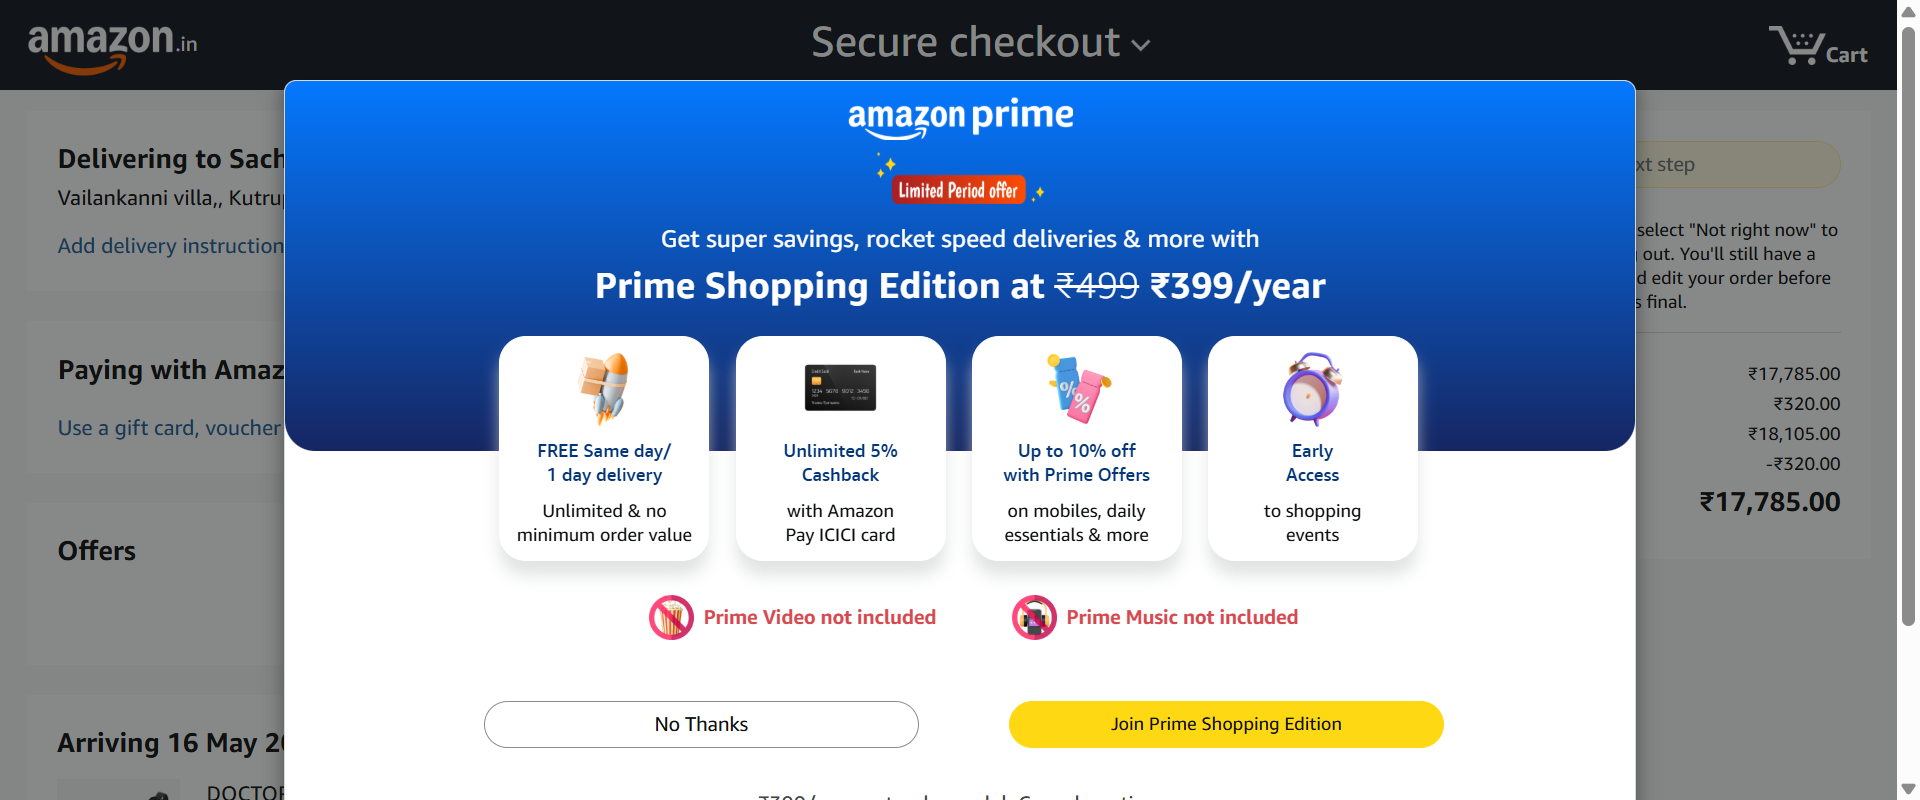 amazon.in
Secure checkout
Cart
Delivering to Sach
Vailankanni villa,, Kutru
Add delivery instruction
Paying with Amaz
Use a gift card, voucher
Offers
Arriving 16 May 20
DOCTOR
amazon prime
Limited Period offer
Get super savings, rocket speed deliveries & more with
Prime Shopping Edition at ₹499 ₹399/year
FREE Same day/
1 day delivery
Unlimited & no
minimum order value
Unlimited 5%
Cashback
with Amazon
Pay ICICI card
Up to 10% off
with Prime Offers
on mobiles, daily
essentials & more
Early
Access
to shopping
events
Prime Video not included
Prime Music not included
No Thanks
Join Prime Shopping Edition
xt step
select "Not right now" to
out. You'll still have a
d edit your order before
s final.
₹17,785.00
₹320.00
₹18,105.00
-₹320.00
₹17,785.00